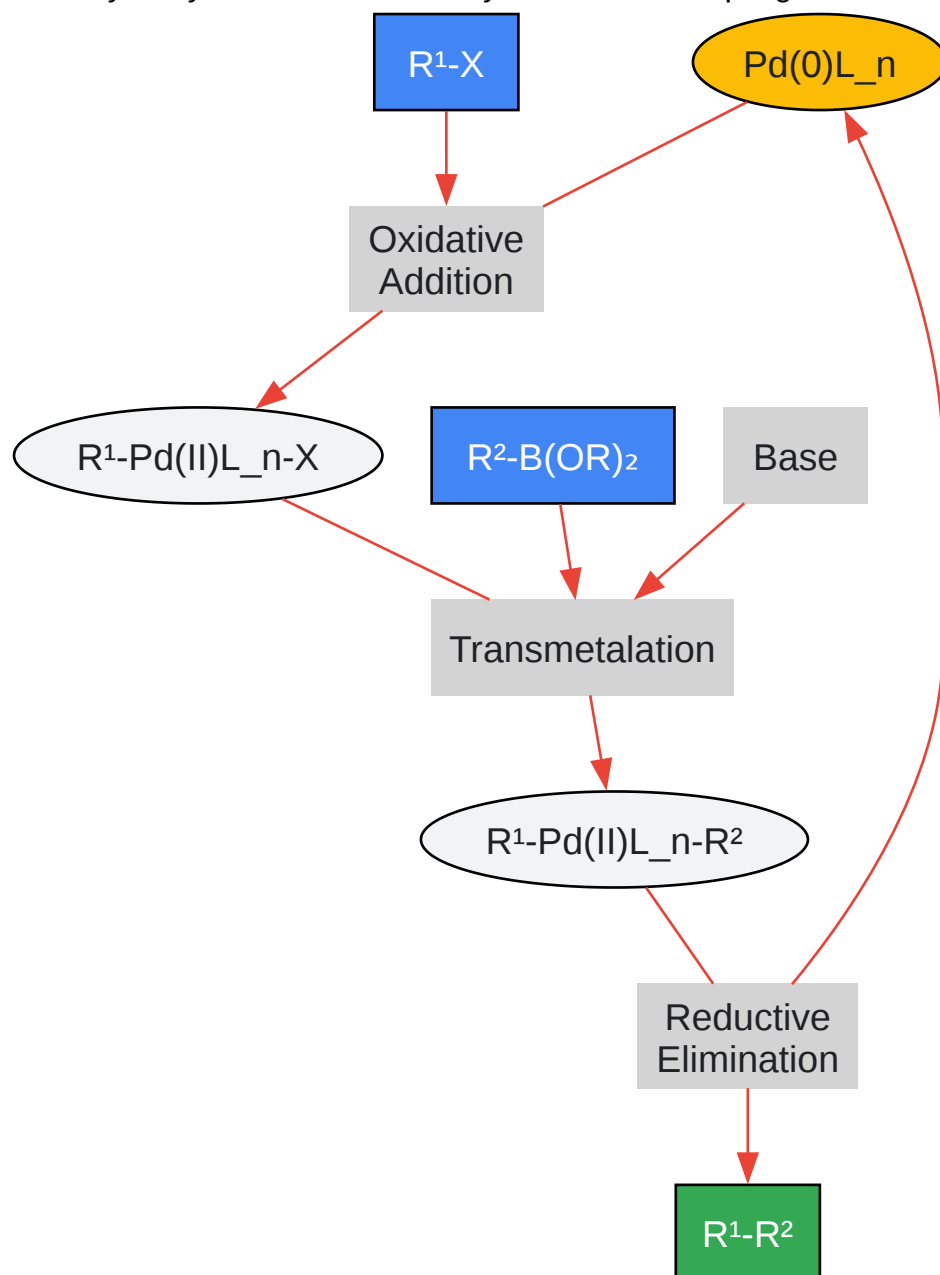 R¹-X
Pd(0)L_n
Oxidative
Addition
R¹-Pd(II)L_n-X
R²-B(OR)₂
Base
Transmetalation
R¹-Pd(II)L_n-R²
Reductive
Elimination
R¹-R²